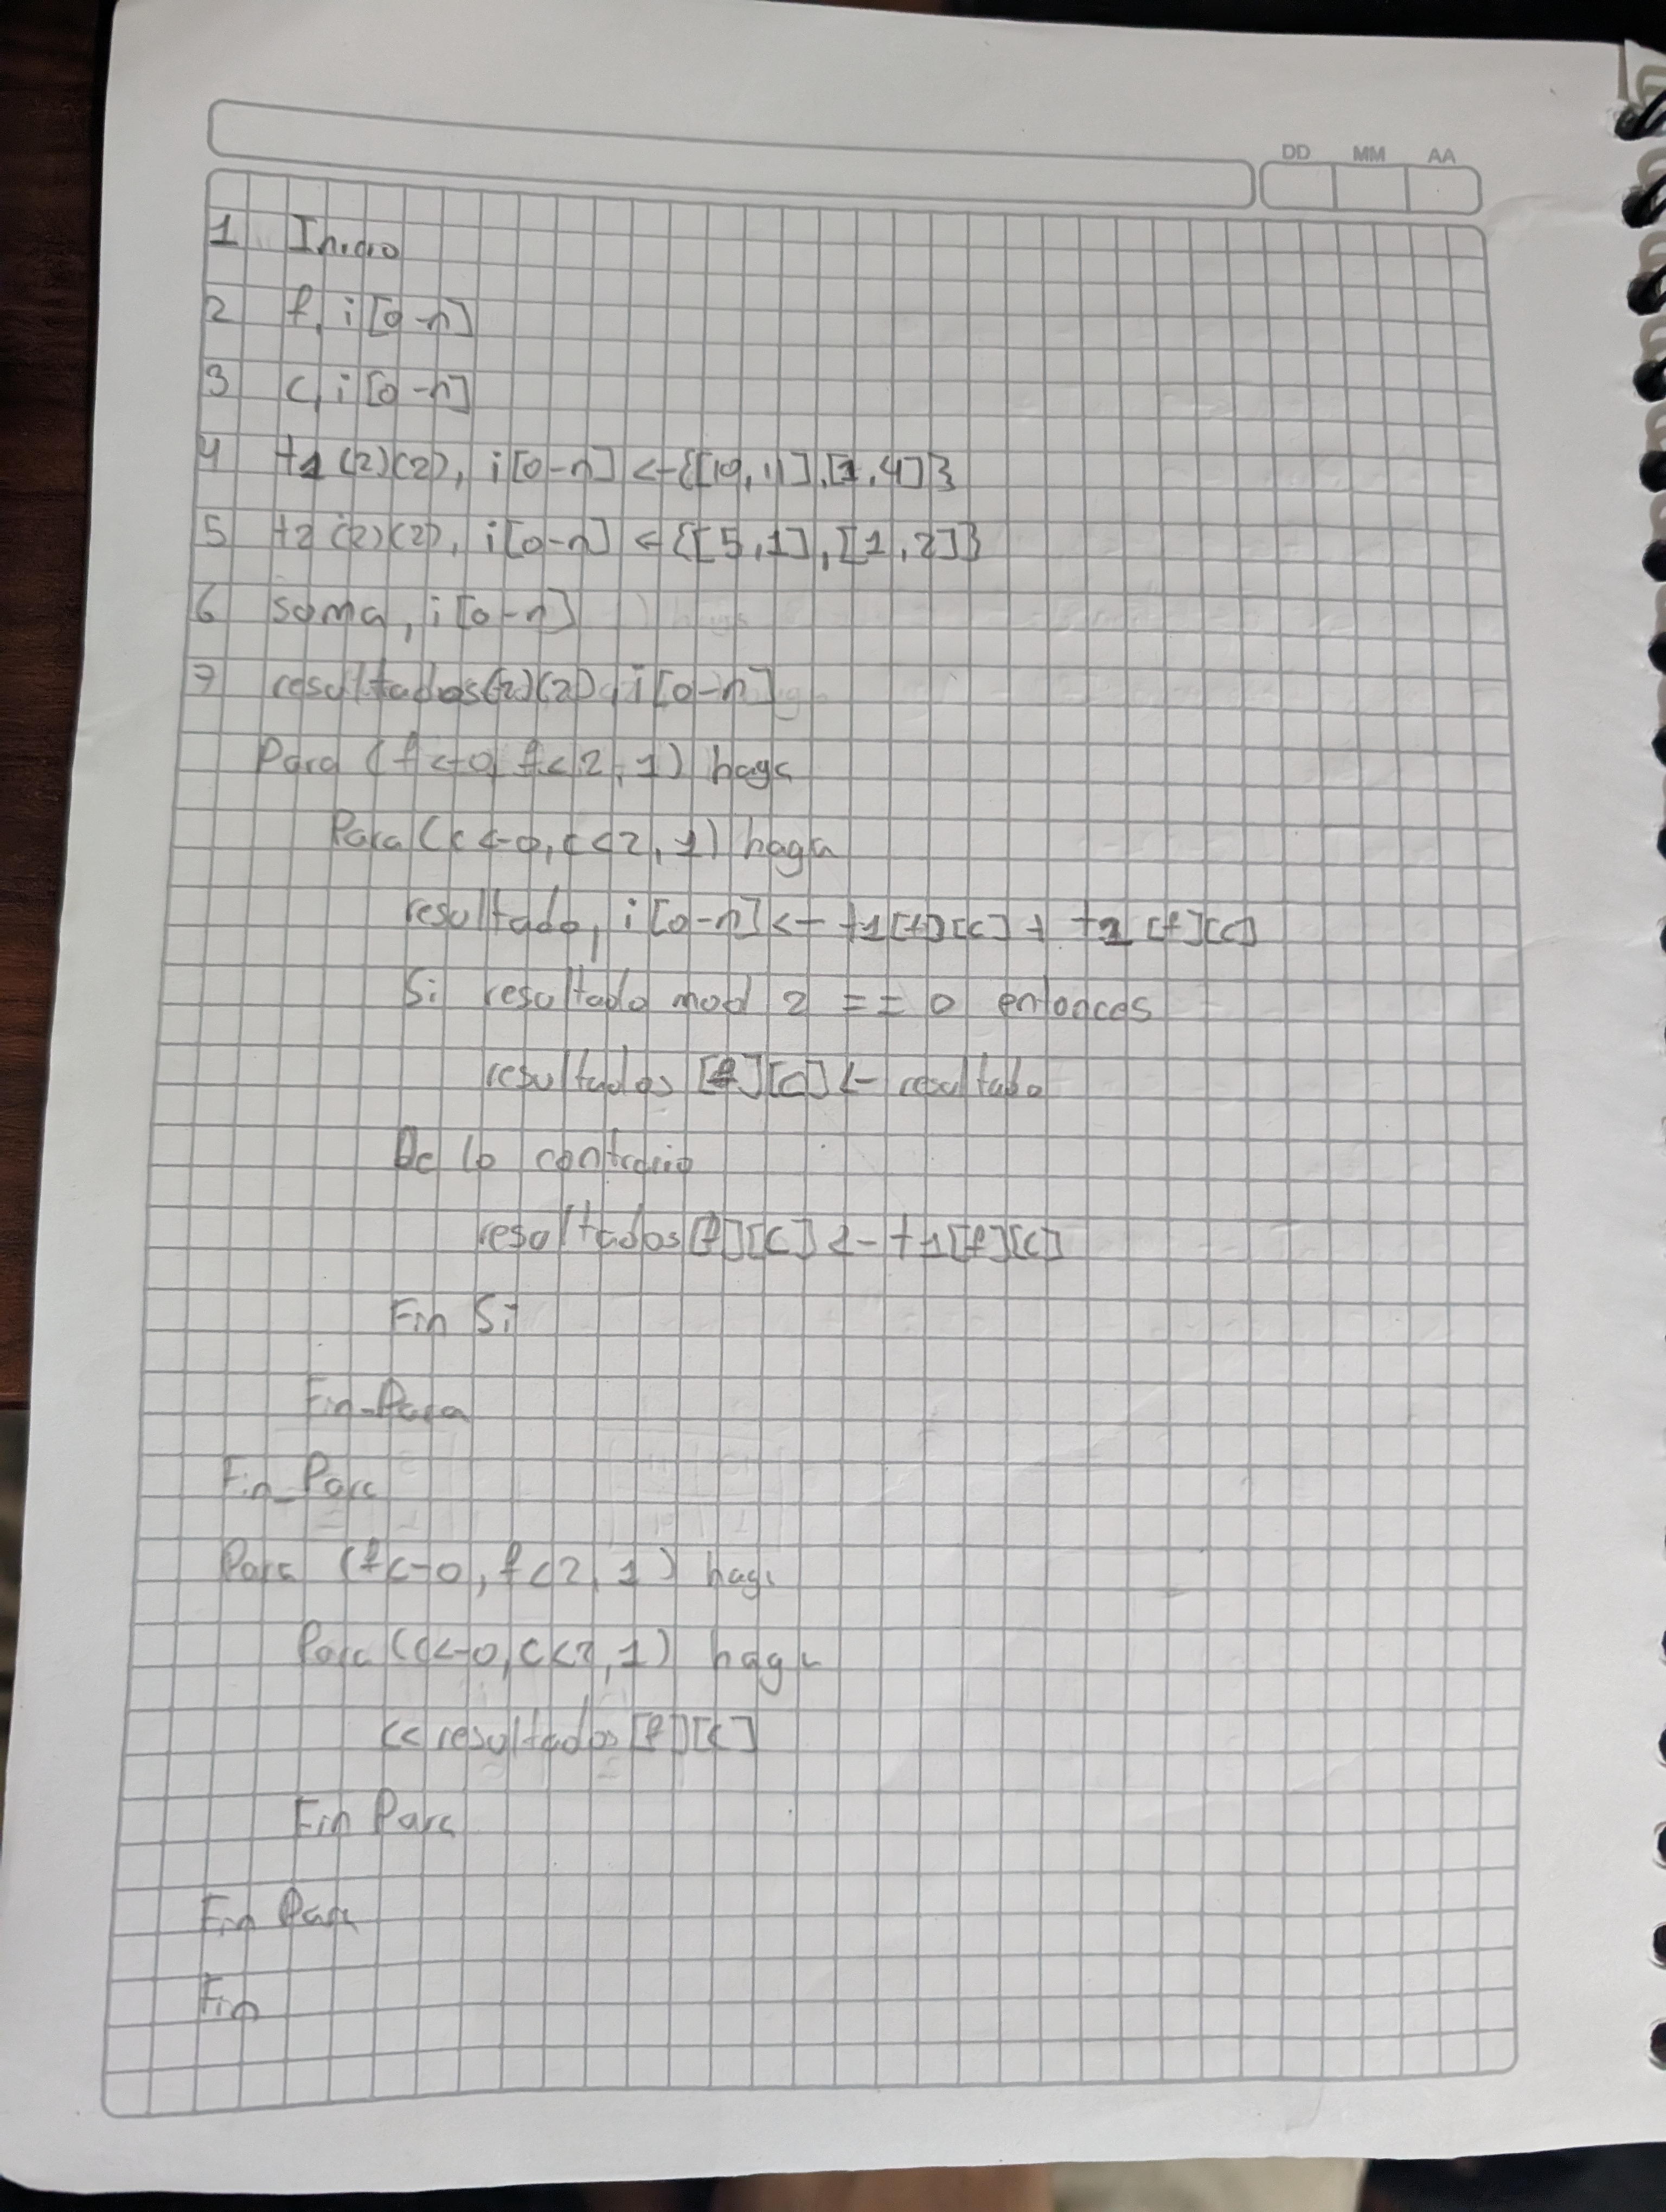 DD MM AA
1 Inicio
2 f, i [0-n]
3 c, i [0-n]
4 t1 (2)(2), i [0-n] <-{[10, 11],[1, 4]}
5 t2 (2)(2), i [0-n] <-{[5,1],[1,2]}
6 soma, i [0-n]
7 resultados(2)(2), i [0-n]
Para (f<-0, f<2, 1) haga
Para (c<-0, c<2, 1) haga
resultado, i [0-n] <- t1[f][c] + t2 [f][c]
Si resultado mod 2 == 0 entonces
resultados [f][c] <- resultado
De lo contrario
resultados[f][c] <- t1[f][c]
Fin Si
Fin-Para
Fin_Para
Para (f<-0, f<2, 1) haga
Para (c<-0, c<2, 1) haga
<< resultados [f][c]
Fin Para
Fin Para
Fin